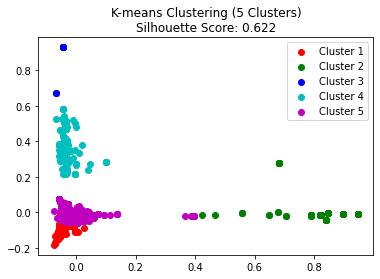 K-means Clustering (5 Clusters)
Silhouette Score: 0.622
Cluster 1
Cluster 2
Cluster 3
Cluster 4
Cluster 5
0.8
0.6
0.4
0.2
0.0
−0.2
0.0 0.2 0.4 0.6 0.8